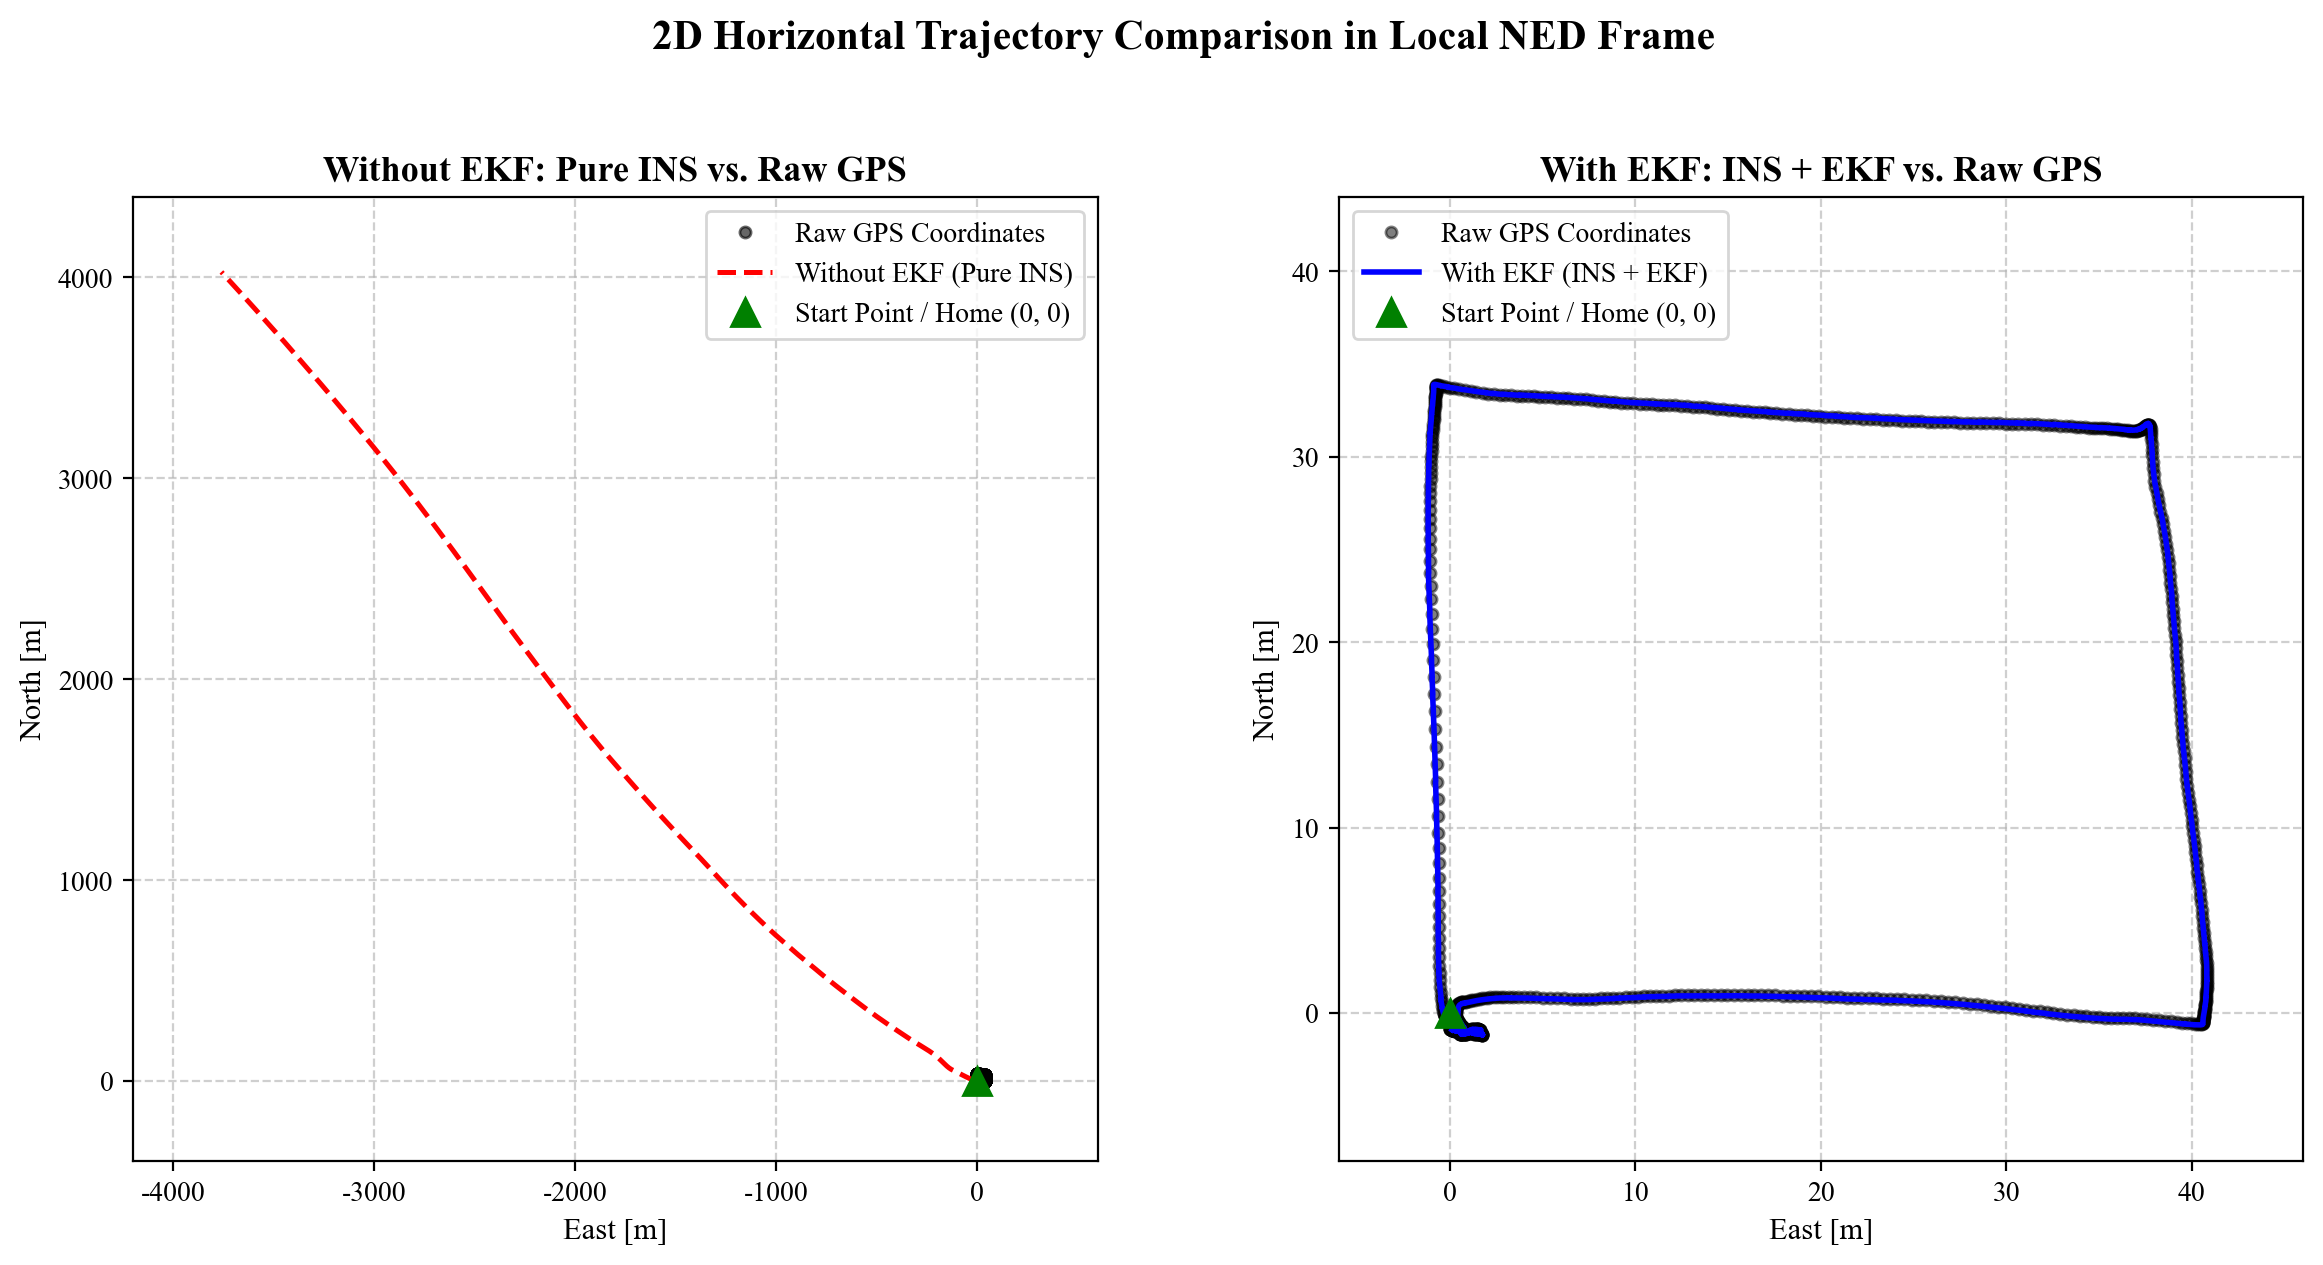 2D Horizontal Trajectory Comparison in Local NED Frame
Without EKF: Pure INS vs. Raw GPS
Raw GPS Coordinates
Without EKF (Pure INS)
Start Point / Home (0, 0)
4000
3000
2000
1000
0
North [m]
-4000 -3000 -2000 -1000 0
East [m]
With EKF: INS + EKF vs. Raw GPS
Raw GPS Coordinates
With EKF (INS + EKF)
Start Point / Home (0, 0)
40
30
20
10
0
North [m]
0 10 20 30 40
East [m]